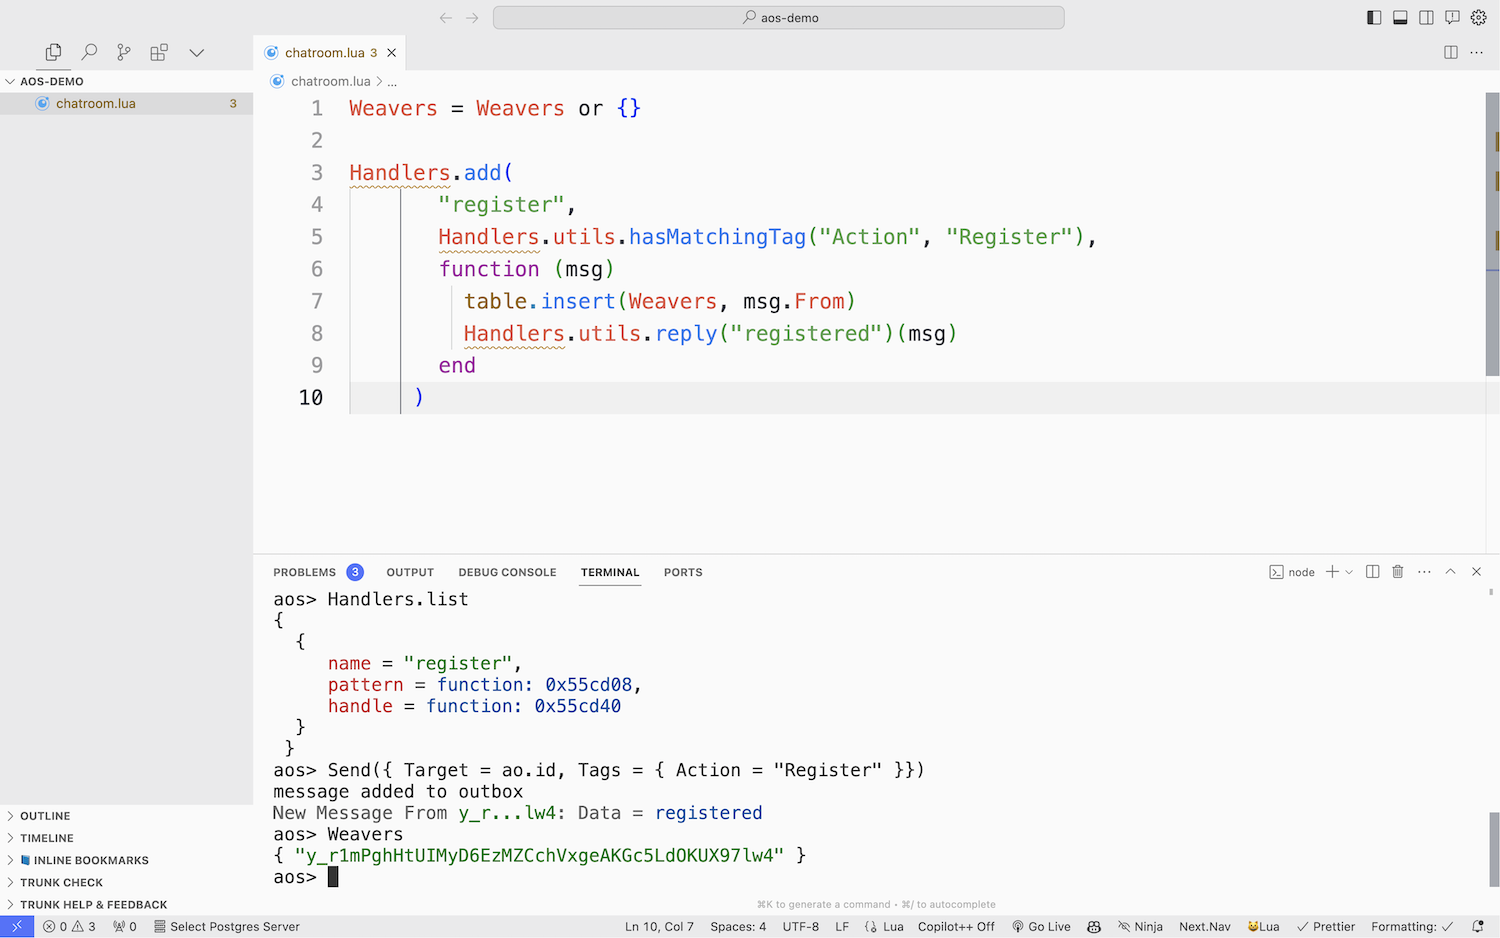 aos-demo
chatroom.lua 3
AOS-DEMO
chatroom.lua > ...
chatroom.lua 3
1 Weavers = Weavers or {}
2
3 Handlers.add(
4 "register",
5 Handlers.utils.hasMatchingTag("Action", "Register"),
6 function (msg)
7 table.insert(Weavers, msg.From)
8 Handlers.utils.reply("registered")(msg)
9 end
10 )
PROBLEMS 3 OUTPUT DEBUG CONSOLE TERMINAL PORTS node
aos> Handlers.list
{
{
name = "register",
pattern = function: 0x55cd08,
handle = function: 0x55cd40
}
}
aos> Send({ Target = ao.id, Tags = { Action = "Register" }})
message added to outbox
New Message From y_r...lw4: Data = registered
aos> Weavers
{ "y_r1mPghHtUIMyD6EzMZCchVxgeAKGc5LdOKUX97lw4" }
aos>
OUTLINE
TIMELINE
INLINE BOOKMARKS
TRUNK CHECK
TRUNK HELP & FEEDBACK
⌘K to generate a command • ⌘/ to autocomplete
0 3 0 Select Postgres Server Ln 10, Col 7 Spaces: 4 UTF-8 LF {} Lua Copilot++ Off Go Live Ninja Next.Nav Lua Prettier Formatting: